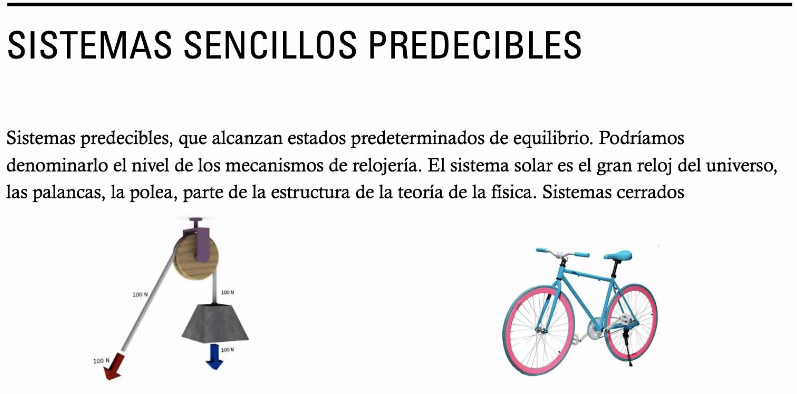 SISTEMAS SENCILLOS PREDECIBLES
Sistemas predecibles, que alcanzan estados predeterminados de equilibrio. Podríamos
denominarlo el nivel de los mecanismos de relojería. El sistema solar es el gran reloj del universo,
las palancas, la polea, parte de la estructura de la teoría de la física. Sistemas cerrados
100 N
100 N
100 N
100 N